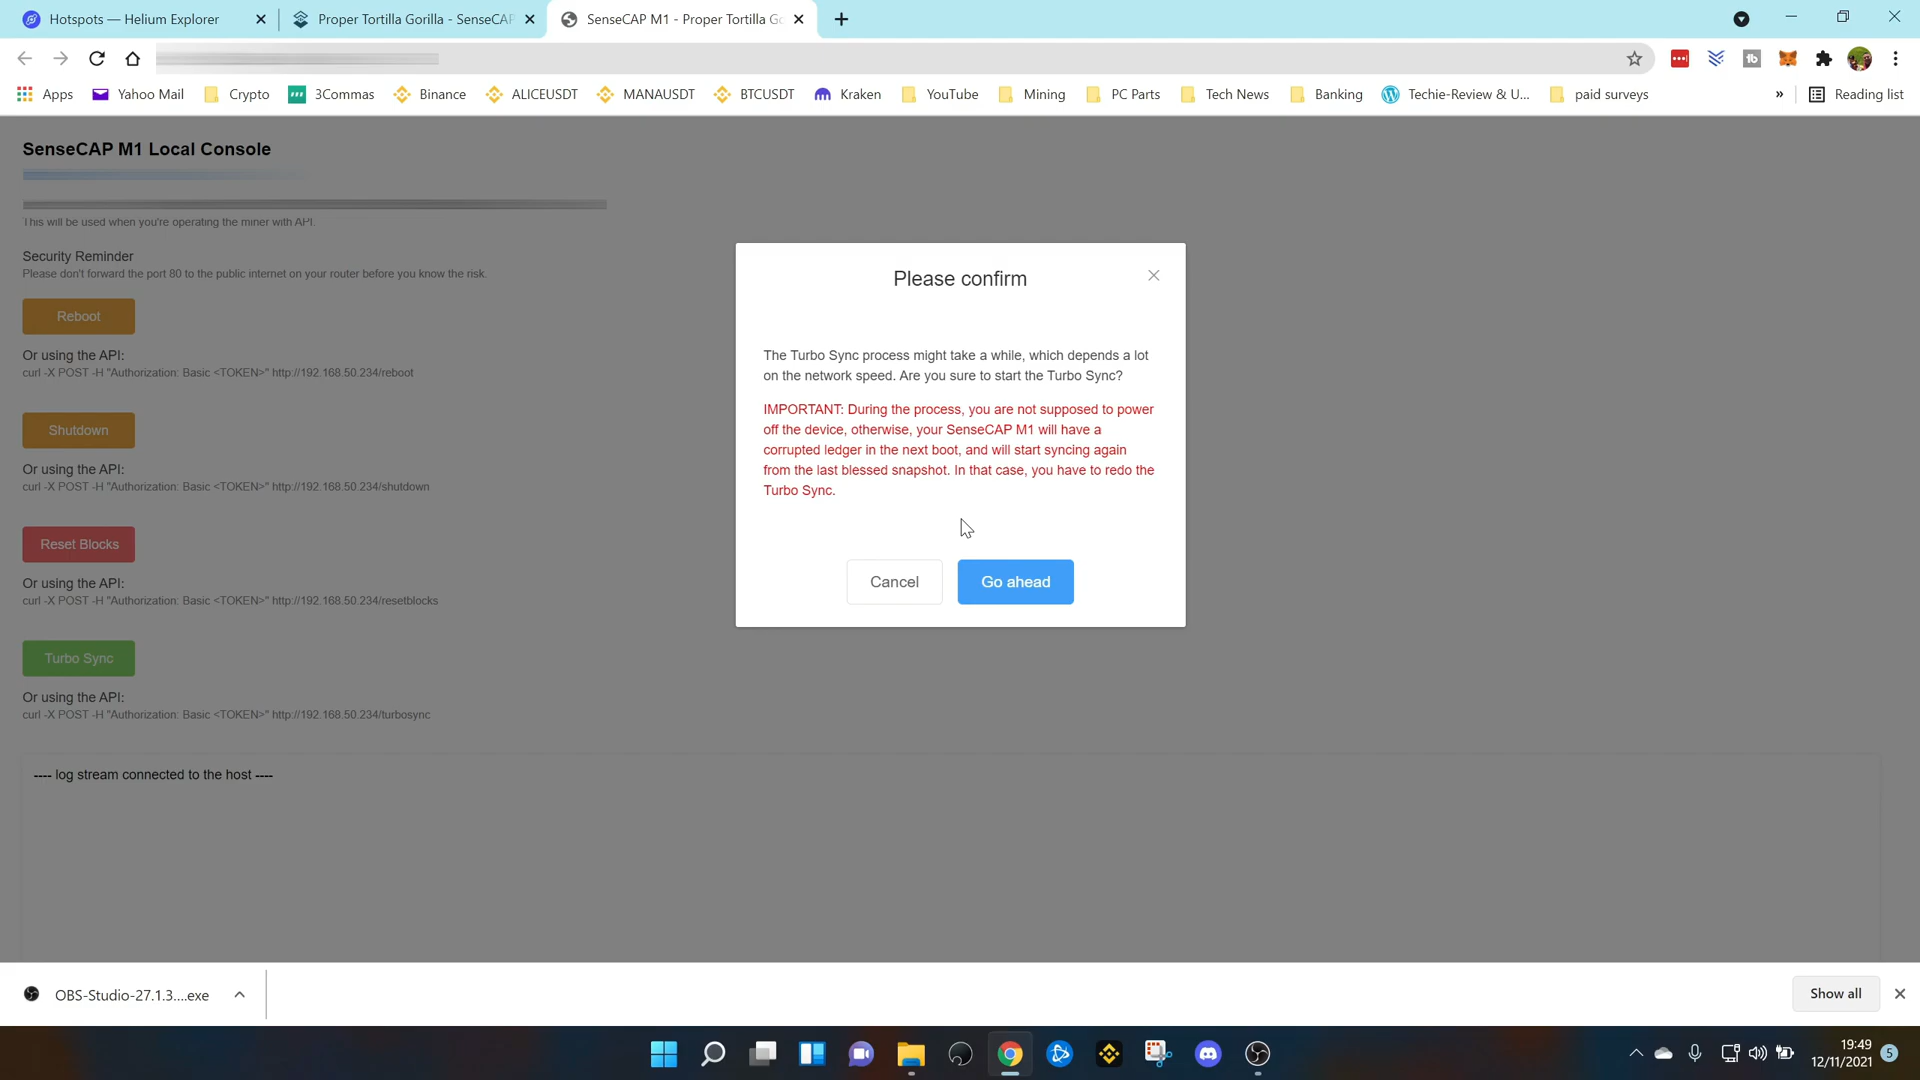 Hotspots — Helium Explorer
Proper Tortilla Gorilla - SenseCAP
SenseCAP M1 - Proper Tortilla Go
Apps
Yahoo Mail
Crypto
3Commas
Binance
ALICEUSDT
MANAUSDT
BTCUSDT
Kraken
YouTube
Mining
PC Parts
Tech News
Banking
Techie-Review & U...
paid surveys
»
Reading list
SenseCAP M1 Local Console
This will be used when you're operating the miner with API.
Security Reminder
Please don't forward the port 80 to the public internet on your router before you know the risk.
Reboot
Or using the API:
curl -X POST -H "Authorization: Basic <TOKEN>" http://192.168.50.234/reboot
Shutdown
Or using the API:
curl -X POST -H "Authorization: Basic <TOKEN>" http://192.168.50.234/shutdown
Reset Blocks
Or using the API:
curl -X POST -H "Authorization: Basic <TOKEN>" http://192.168.50.234/resetblocks
Turbo Sync
Or using the API:
curl -X POST -H "Authorization: Basic <TOKEN>" http://192.168.50.234/turbosync
---- log stream connected to the host ----
Please confirm
The Turbo Sync process might take a while, which depends a lot
on the network speed. Are you sure to start the Turbo Sync?
IMPORTANT: During the process, you are not supposed to power
off the device, otherwise, your SenseCAP M1 will have a
corrupted ledger in the next boot, and will start syncing again
from the last blessed snapshot. In that case, you have to redo the
Turbo Sync.
Cancel
Go ahead
OBS-Studio-27.1.3....exe
Show all
19:49
12/11/2021
5